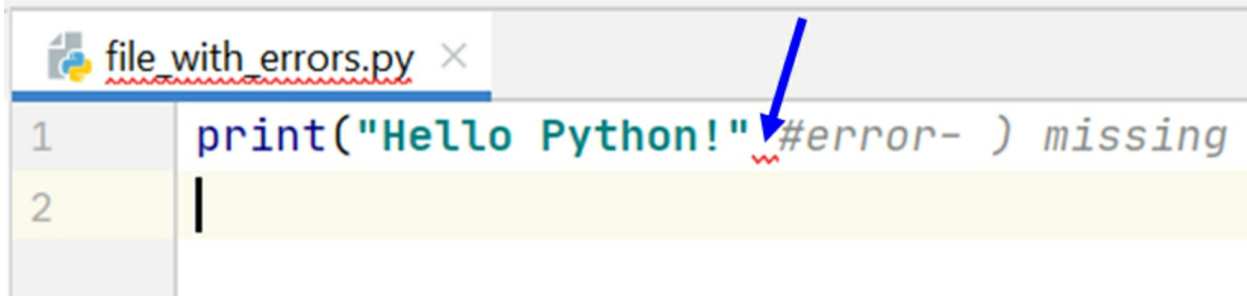 file_with_errors.py
1 print("Hello Python!" #error- ) missing
2